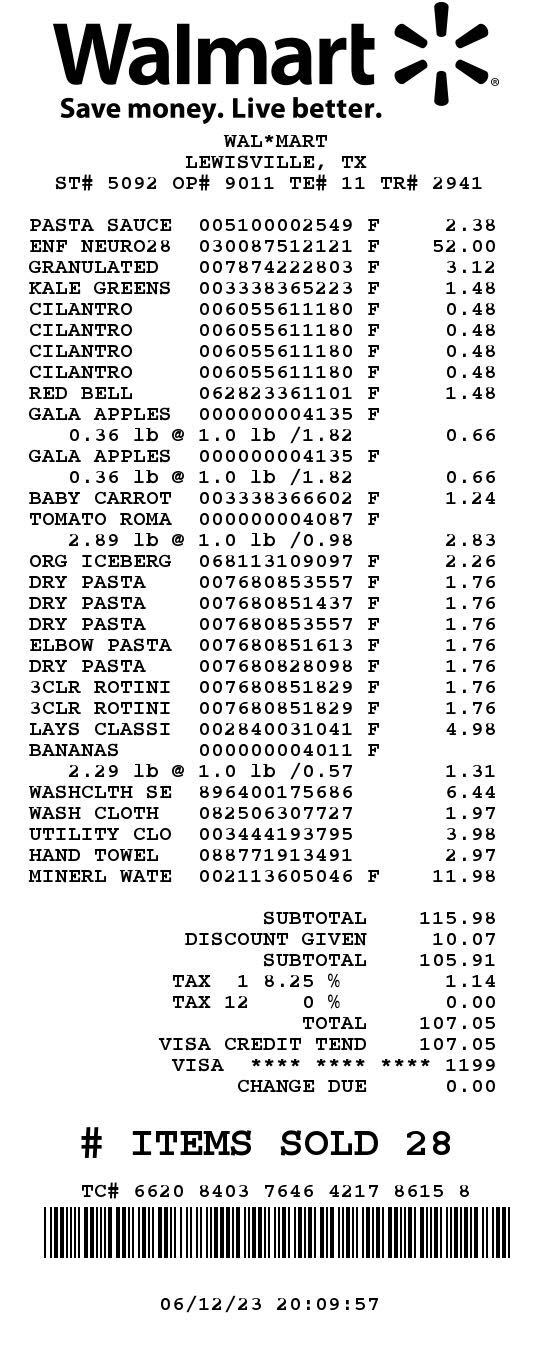 Walmart
Save money. Live better.
WAL*MART
LEWISVILLE, TX
ST# 5092 OP# 9011 TE# 11 TR# 2941
PASTA SAUCE 005100002549 F 2.38
ENF NEURO28 030087512121 F 52.00
GRANULATED 007874222803 F 3.12
KALE GREENS 003338365223 F 1.48
CILANTRO 006055611180 F 0.48
CILANTRO 006055611180 F 0.48
CILANTRO 006055611180 F 0.48
CILANTRO 006055611180 F 0.48
RED BELL 062823361101 F 1.48
GALA APPLES 000000004135 F
0.36 lb @ 1.0 lb /1.82 0.66
GALA APPLES 000000004135 F
0.36 lb @ 1.0 lb /1.82 0.66
BABY CARROT 003338366602 F 1.24
TOMATO ROMA 000000004087 F
2.89 lb @ 1.0 lb /0.98 2.83
ORG ICEBERG 068113109097 F 2.26
DRY PASTA 007680853557 F 1.76
DRY PASTA 007680851437 F 1.76
DRY PASTA 007680853557 F 1.76
ELBOW PASTA 007680851613 F 1.76
DRY PASTA 007680828098 F 1.76
3CLR ROTINI 007680851829 F 1.76
3CLR ROTINI 007680851829 F 1.76
LAYS CLASSI 002840031041 F 4.98
BANANAS 000000004011 F
2.29 lb @ 1.0 lb /0.57 1.31
WASHCLTH SE 896400175686 6.44
WASH CLOTH 082506307727 1.97
UTILITY CLO 003444193795 3.98
HAND TOWEL 088771913491 2.97
MINERL WATE 002113605046 F 11.98
SUBTOTAL 115.98
DISCOUNT GIVEN 10.07
SUBTOTAL 105.91
TAX 1 8.25 % 1.14
TAX 12 0 % 0.00
TOTAL 107.05
VISA CREDIT TEND 107.05
VISA **** **** **** 1199
CHANGE DUE 0.00
# ITEMS SOLD 28
TC# 6620 8403 7646 4217 8615 8
06/12/23 20:09:57